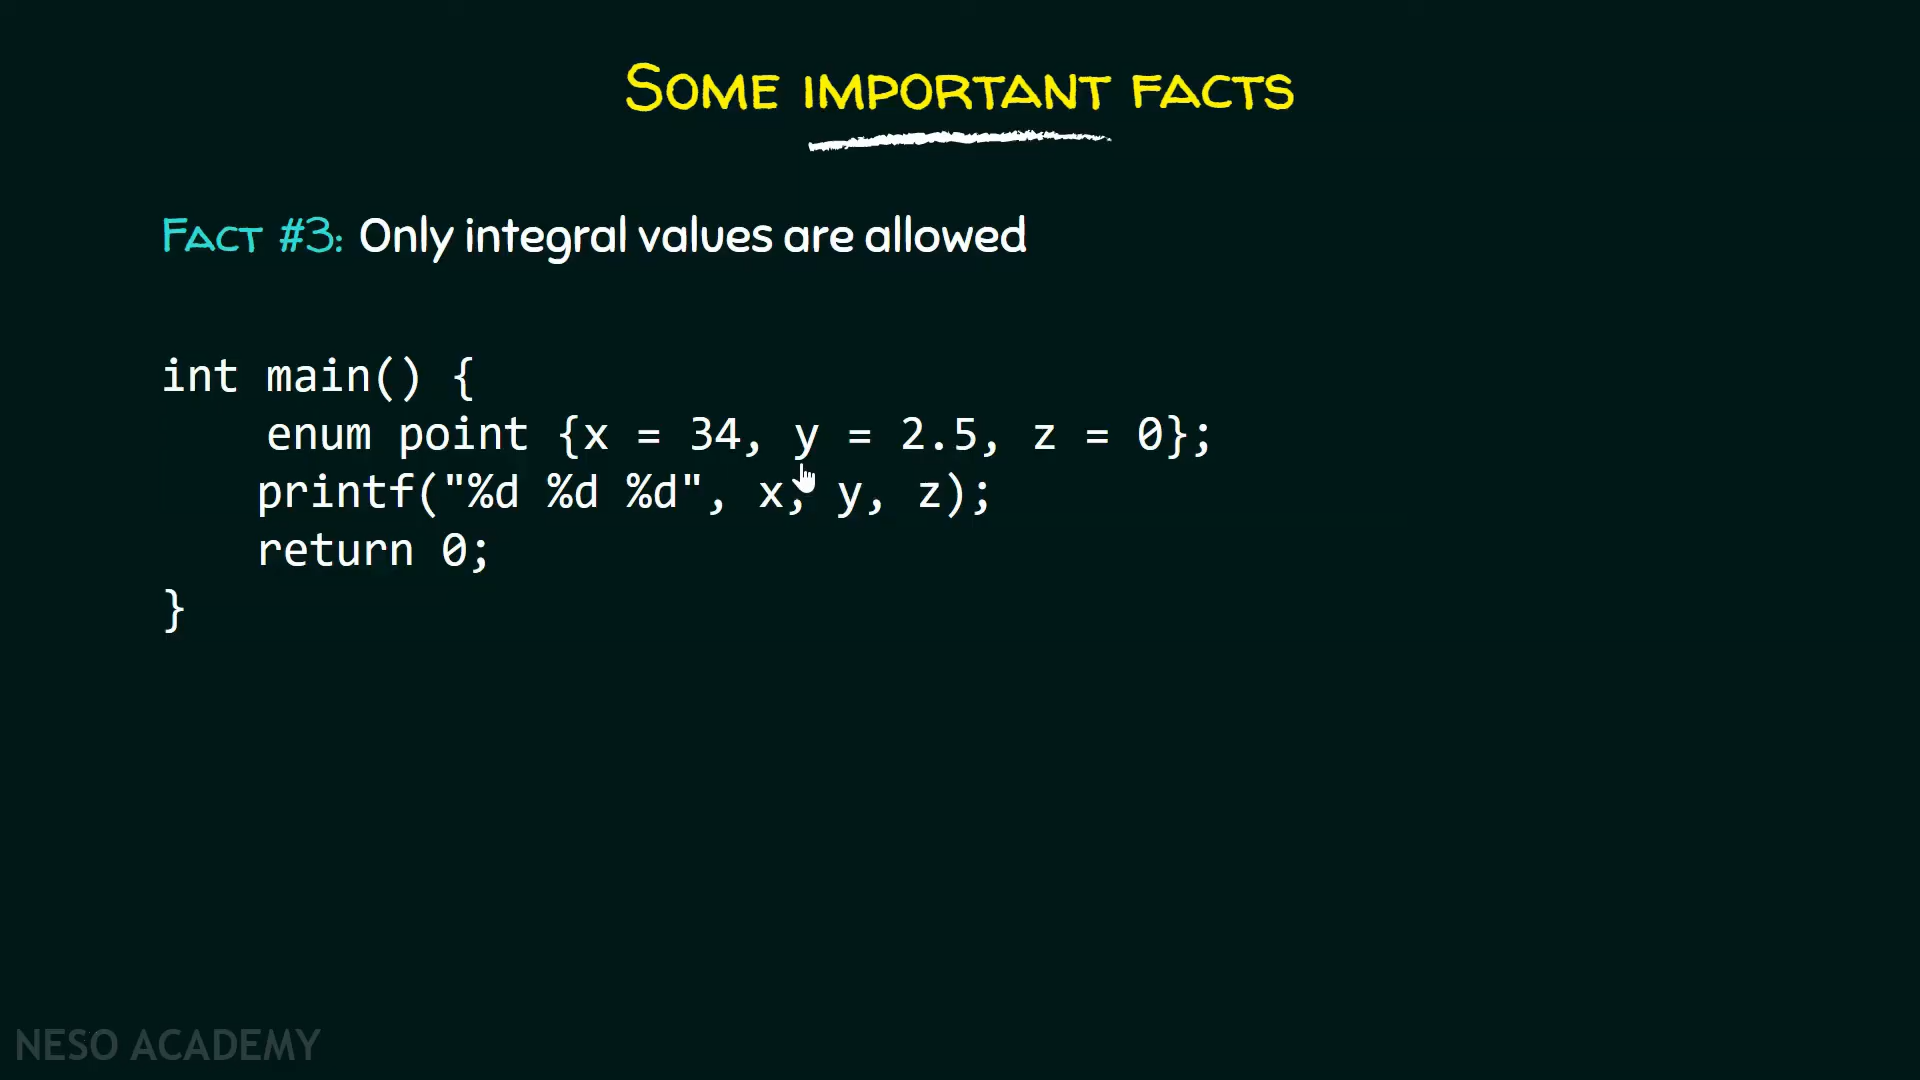 SOME IMPORTANT FACTS
FACT #3: Only integral values are allowed
int main() {
    enum point {x = 34, y = 2.5, z = 0};
    printf("%d %d %d", x, y, z);
    return 0;
}
NESO ACADEMY